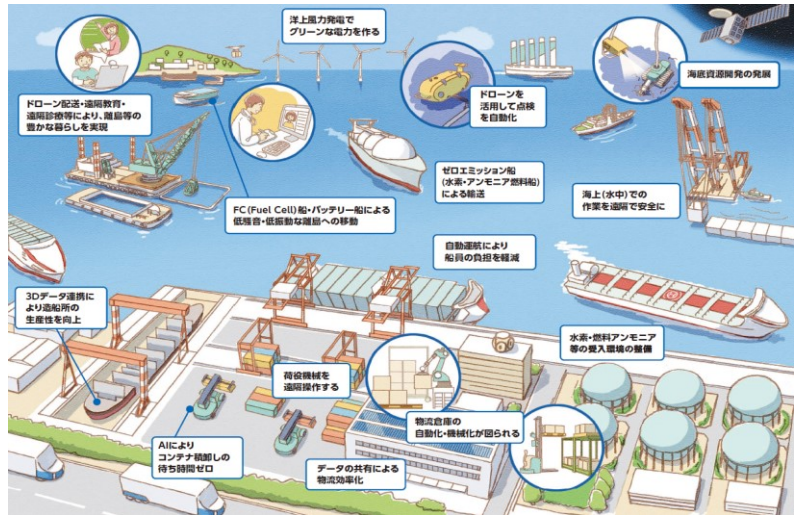 洋上風力発電で
グリーンな電力を作る
ドローン配送・遠隔教育・
遠隔診療等により、離島等の
豊かな暮らしを実現
ドローンを
活用して点検
を自動化
海底資源開発の発展
FC(Fuel Cell)船・バッテリー船による
低騒音・低振動な離島への移動
ゼロエミッション船
(水素・アンモニア燃料船)
による輸送
海上(水中)での
作業を遠隔で安全に
自動運航により
船員の負担を軽減
3Dデータ連携に
より造船所の
生産性を向上
水素・燃料アンモニア
等の受入環境の整備
荷役機械を
遠隔操作する
物流倉庫の
自動化・機械化が図られる
AIにより
コンテナ積卸しの
待ち時間ゼロ
データの共有による
物流効率化